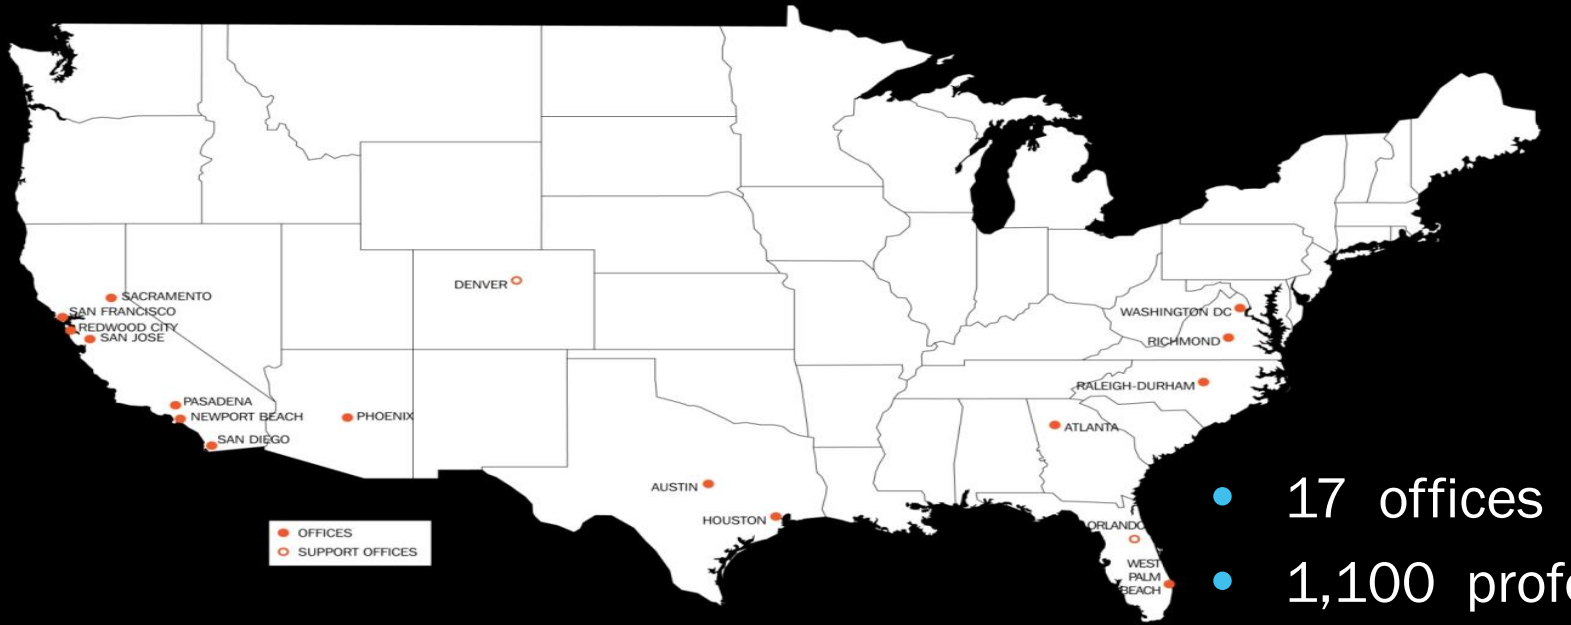 DENVER
SACRAMENTO
SAN FRANCISCO
REDWOOD CITY
SAN JOSE
WASHINGTON DC
RICHMOND
RALEIGH-DURHAM
PASADENA
NEWPORT BEACH
PHOENIX
SAN DIEGO
ATLANTA
AUSTIN
HOUSTON
ORLANDO
WEST
PALM
BEACH
OFFICES
SUPPORT OFFICES
• 17 offices
• 1,100